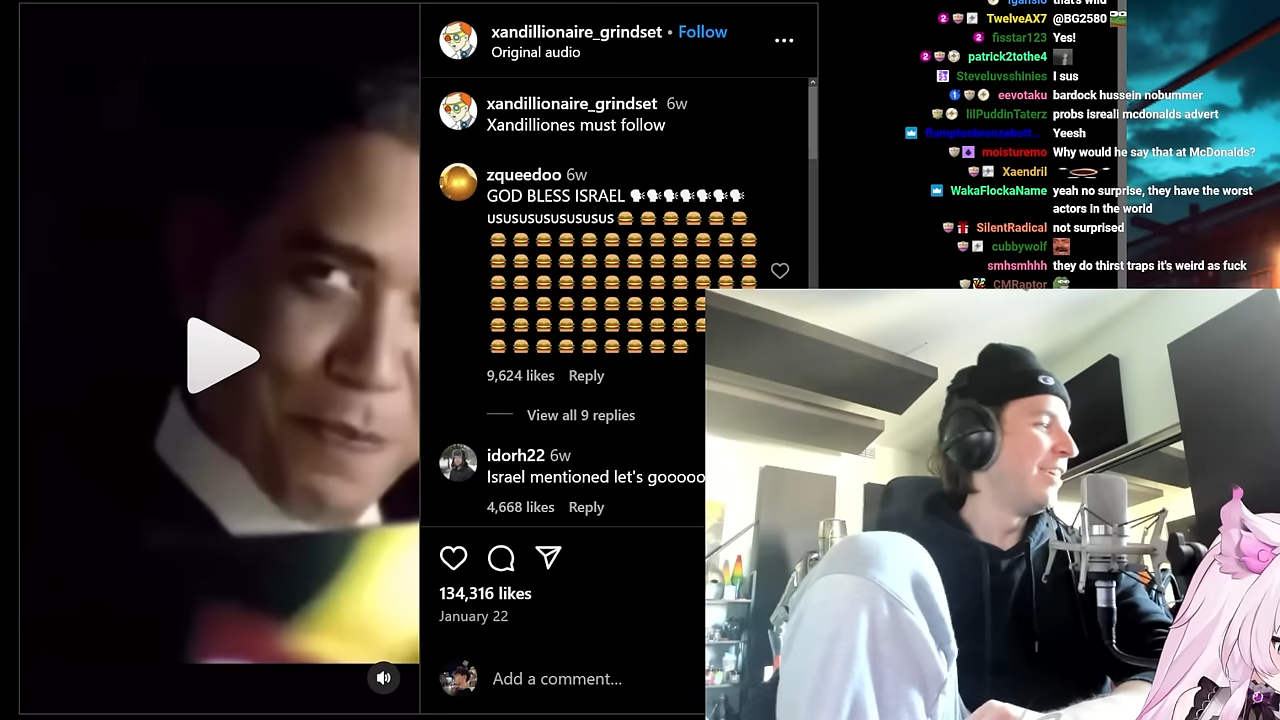 xandillionaire_grindset • Follow
Original audio
xandillionaire_grindset 6w
Xandilliones must follow
zqueedoo 6w
GOD BLESS ISRAEL 🗣🗣🗣🗣🗣🗣🗣
ususususususus 🍔🍔🍔🍔🍔🍔
🍔🍔🍔🍔🍔🍔🍔🍔🍔🍔🍔🍔
🍔🍔🍔🍔🍔🍔🍔🍔🍔🍔🍔🍔
🍔🍔🍔🍔🍔🍔🍔🍔🍔🍔🍔🍔
🍔🍔🍔🍔🍔🍔🍔🍔🍔🍔
🍔🍔🍔🍔🍔🍔🍔🍔🍔🍔
🍔🍔🍔🍔🍔🍔🍔🍔🍔
9,624 likes Reply
View all 9 replies
idorh22 6w
Israel mentioned let's gooooo
4,668 likes Reply
134,316 likes
January 22
Add a comment...
that's wild
TwelveAX7 @BG2580
fisstar123 Yes!
patrick2tothe4
Steveluvsshinies I sus
eevotaku bardock hussein nobummer
lilPuddinTaterz probs isreali mcdonalds advert
Yeesh
moisturemo Why would he say that at McDonalds?
Xaendril
WakaFlockaName yeah no surprise, they have the worst
actors in the world
SilentRadical not surprised
cubbywolf
smhsmhhh they do thirst traps it's weird as fuck
CMRaptor